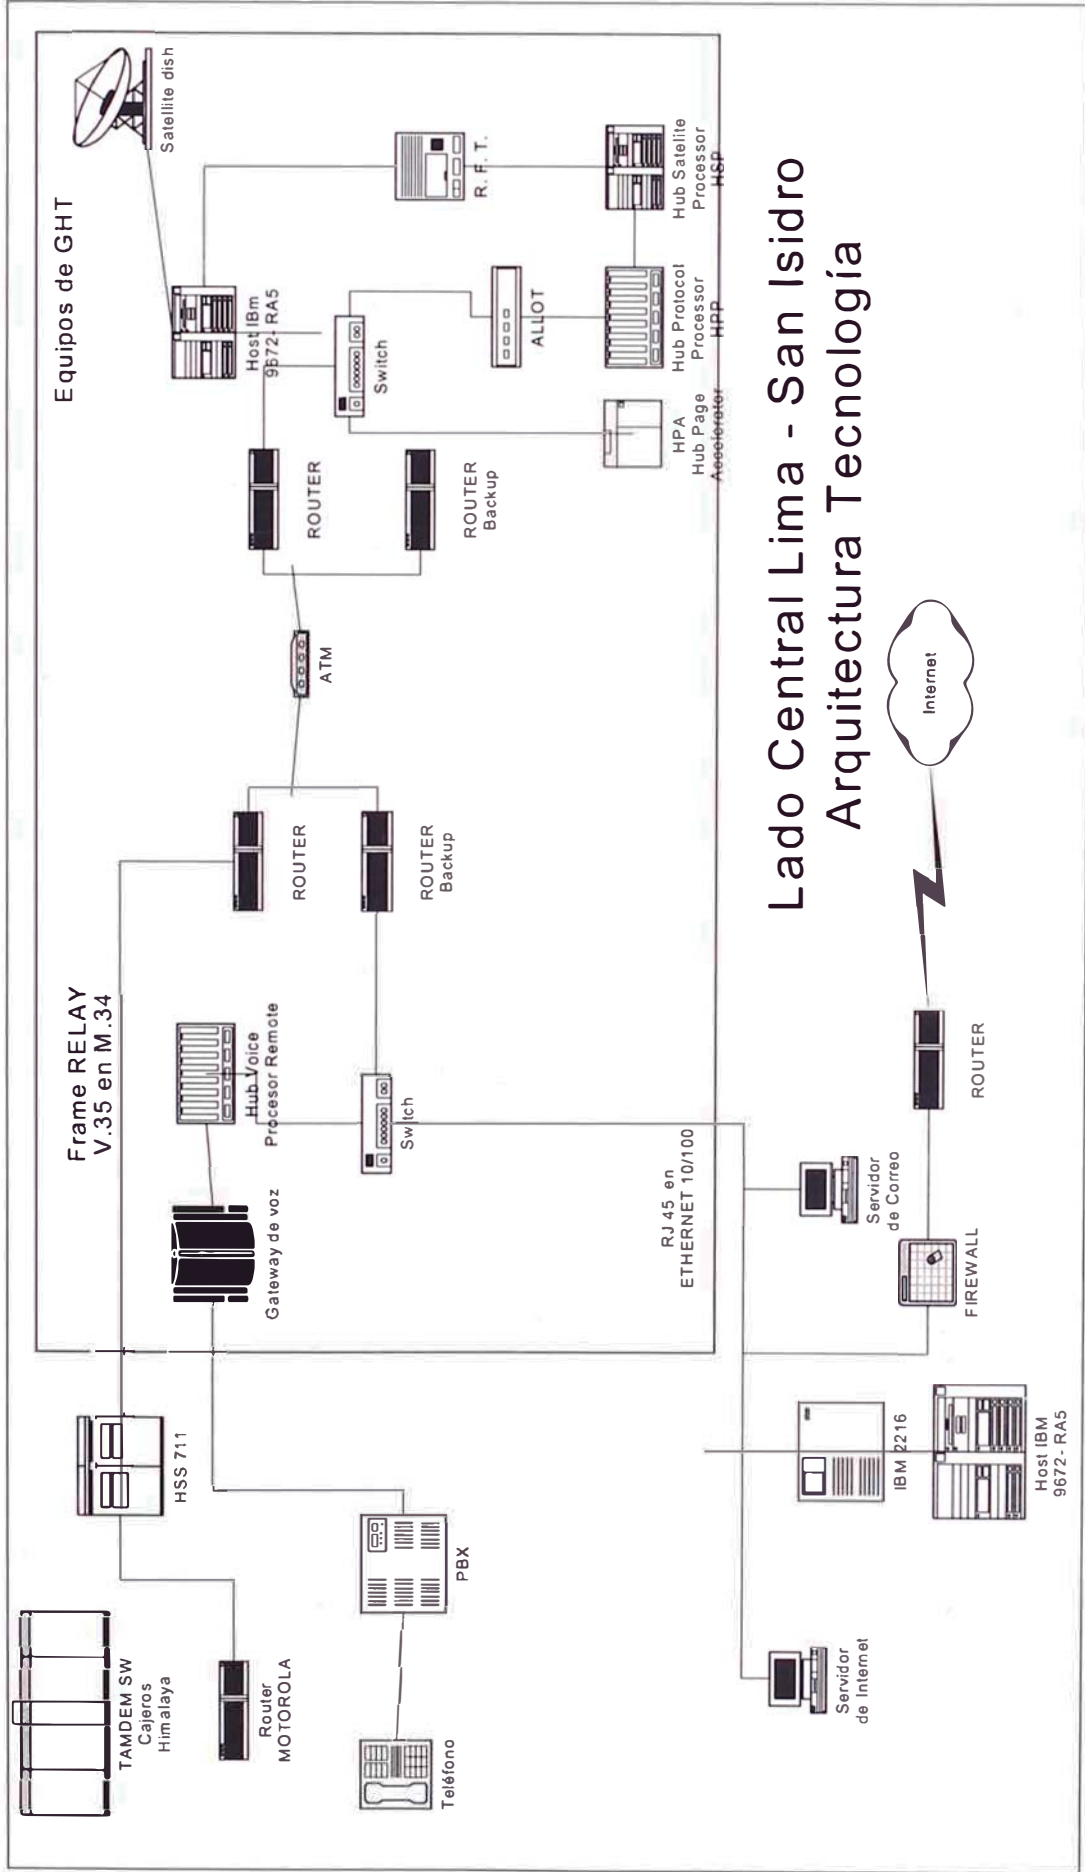 Equipos de GHT
Satellite dish
Host IBm
9672- RA5
R. F. T.
Hub Satelite
Processor
HSP
Switch
ALLOT
Hub Protocol
Processor
HPP
HPA
Hub Page
Accelerator
ROUTER
ROUTER
Backup
ATM
ROUTER
ROUTER
Backup
Frame RELAY
V.35 en M.34
Hub Voice
Procesor Remote
Switch
Gateway de voz
RJ 45 en
ETHERNET 10/100
HSS 711
TAMDEM SW
Cajeros
Himalaya
Router
MOTOROLA
PBX
Teléfono
Servidor
de Correo
FIREWALL
ROUTER
Internet
IBM 2216
Host IBM
9672- RA5
Servidor
de Internet
Lado Central Lima - San Isidro
Arquitectura Tecnología